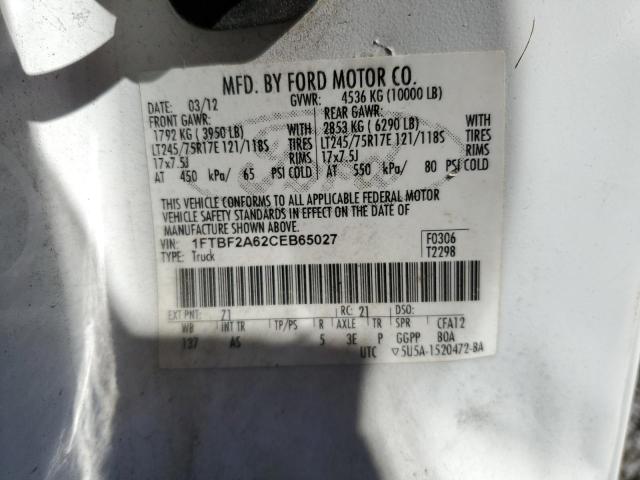 MFD. BY FORD MOTOR CO.
DATE: 03/12 GVWR: 4536 KG (10000 LB)
FRONT GAWR: REAR GAWR:
1792 KG ( 3950 LB) WITH 2853 KG ( 6290 LB) WITH
LT245/75R17E 121/118S TIRES LT245/75R17E 121/118S TIRES
17x7.5J RIMS 17x7.5J RIMS
AT 450 kPa/ 65 PSI COLD AT 550 kPa/ 80 PSI COLD
THIS VEHICLE CONFORMS TO ALL APPLICABLE FEDERAL MOTOR
VEHICLE SAFETY STANDARDS IN EFFECT ON THE DATE OF
MANUFACTURE SHOWN ABOVE.
VIN: 1FTBF2A62CEB65027 F0306
TYPE: Truck T2298
EXT PNT: Z1 RC: 21 DSO:
WB INT TR TP/PS R AXLE TR SPR CFA12
137 AS 5 3E P GGPP BOA
UTC ▽5U5A-1520472-BA
Ford